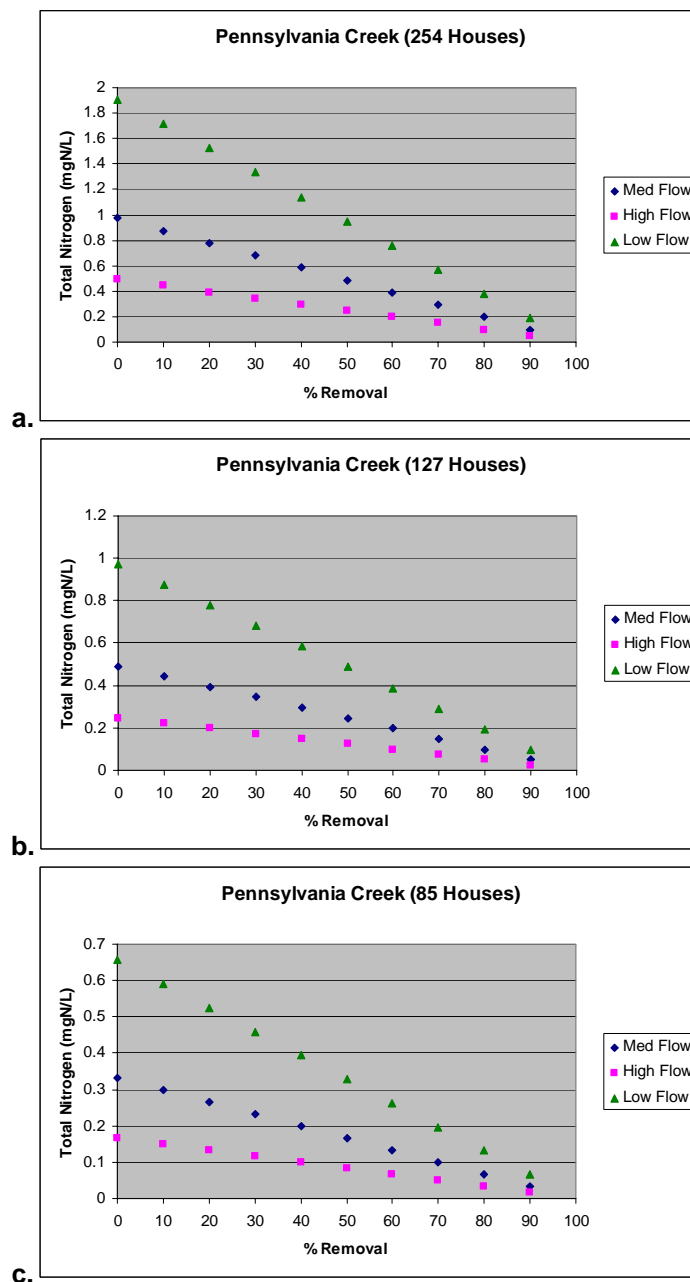 Pennsylvania Creek (254 Houses)
2
1.8
1.6
1.4
1.2
1
0.8
0.6
0.4
0.2
0
Total Nitrogen (mgN/L)
0 10 20 30 40 50 60 70 80 90 100
% Removal
Med Flow
High Flow
Low Flow
a.
Pennsylvania Creek (127 Houses)
1.2
1
0.8
0.6
0.4
0.2
0
Total Nitrogen (mgN/L)
0 10 20 30 40 50 60 70 80 90 100
% Removal
Med Flow
High Flow
Low Flow
b.
Pennsylvania Creek (85 Houses)
0.7
0.6
0.5
0.4
0.3
0.2
0.1
0
Total Nitrogen (mgN/L)
0 10 20 30 40 50 60 70 80 90 100
% Removal
Med Flow
High Flow
Low Flow
c.